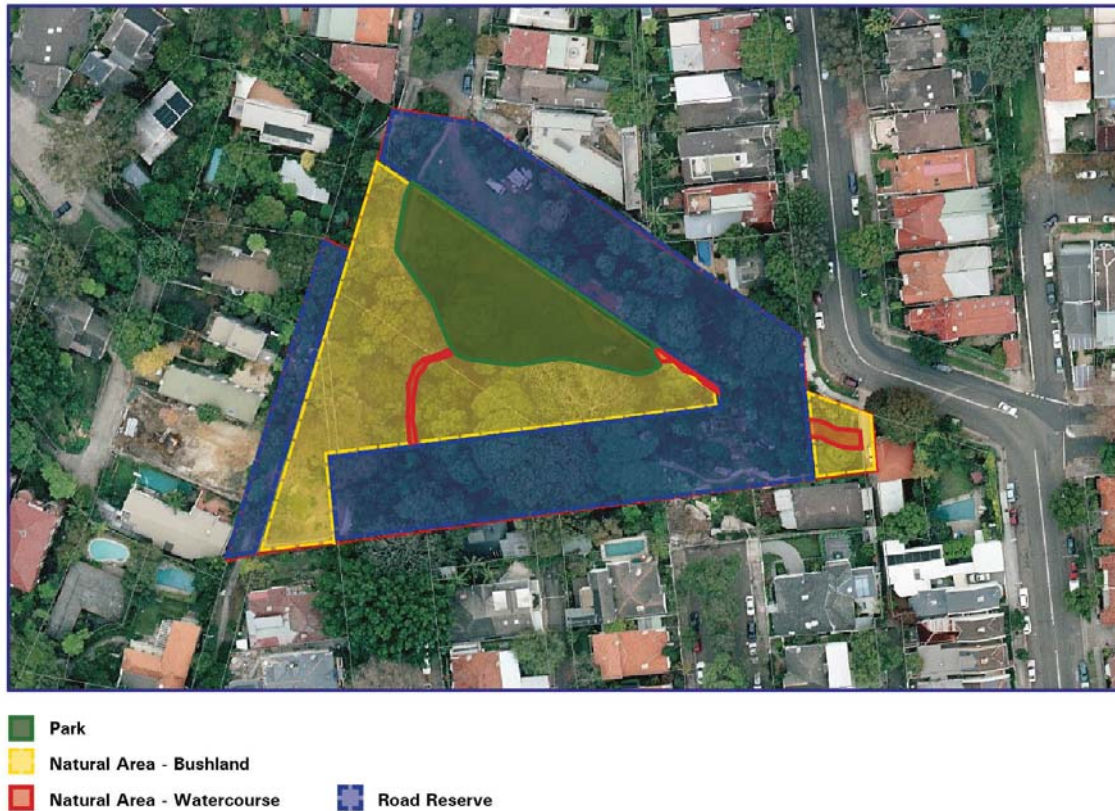 Park
Natural Area - Bushland
Natural Area - Watercourse
Road Reserve